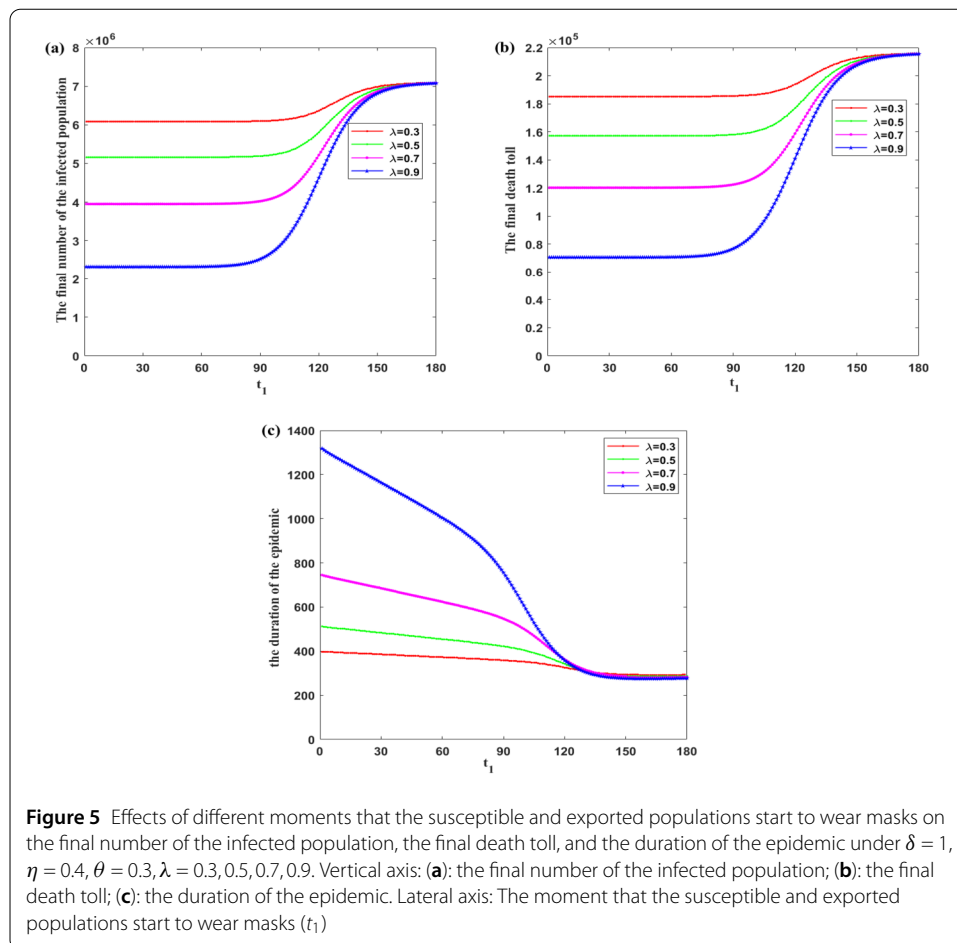 (a)
×10⁶
8
7
6
5
4
3
2
1
0
The final number of the infected population
λ=0.3
λ=0.5
λ=0.7
λ=0.9
0 30 60 90 120 150 180
t₁
(b)
×10⁵
2.2
2
1.8
1.6
1.4
1.2
1
0.8
0.6
0.4
0.2
0
The final death toll
λ=0.3
λ=0.5
λ=0.7
λ=0.9
0 30 60 90 120 150 180
t₁
(c)
1400
1200
1000
800
600
400
200
0
the duration of the epidemic
λ=0.3
λ=0.5
λ=0.7
λ=0.9
0 30 60 90 120 150 180
t₁
Figure 5 Effects of different moments that the susceptible and exported populations start to wear masks on
the final number of the infected population, the final death toll, and the duration of the epidemic under δ = 1,
η = 0.4, θ = 0.3, λ = 0.3, 0.5, 0.7, 0.9. Vertical axis: (a): the final number of the infected population; (b): the final
death toll; (c): the duration of the epidemic. Lateral axis: The moment that the susceptible and exported
populations start to wear masks (t₁)